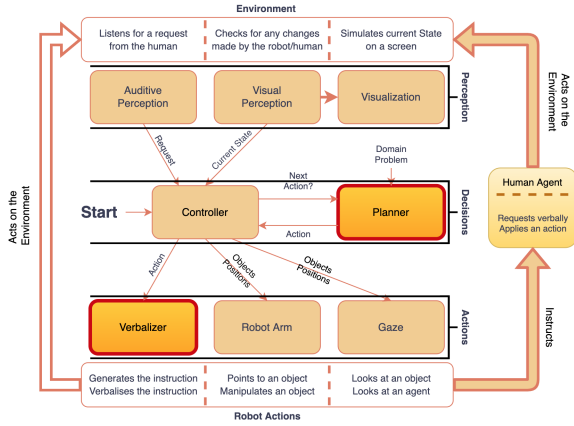 Environment
Listens for a request
from the human
Checks for any changes
made by the robot/human
Simulates current State
on a screen
Auditive
Perception
Visual
Perception
Visualization
Perception
Request
Current State
Domain
Problem
Next
Action?
Start
Controller
Planner
Action
Decisions
Action
Objects
Positions
Objects
Positions
Verbalizer
Robot Arm
Gaze
Actions
Generates the instruction
Verbalises the instruction
Points to an object
Manipulates an object
Looks at an object
Looks at an agent
Robot Actions
Acts on the
Environment
Acts on the
Environment
Human Agent
Requests verbally
Applies an action
Instructs